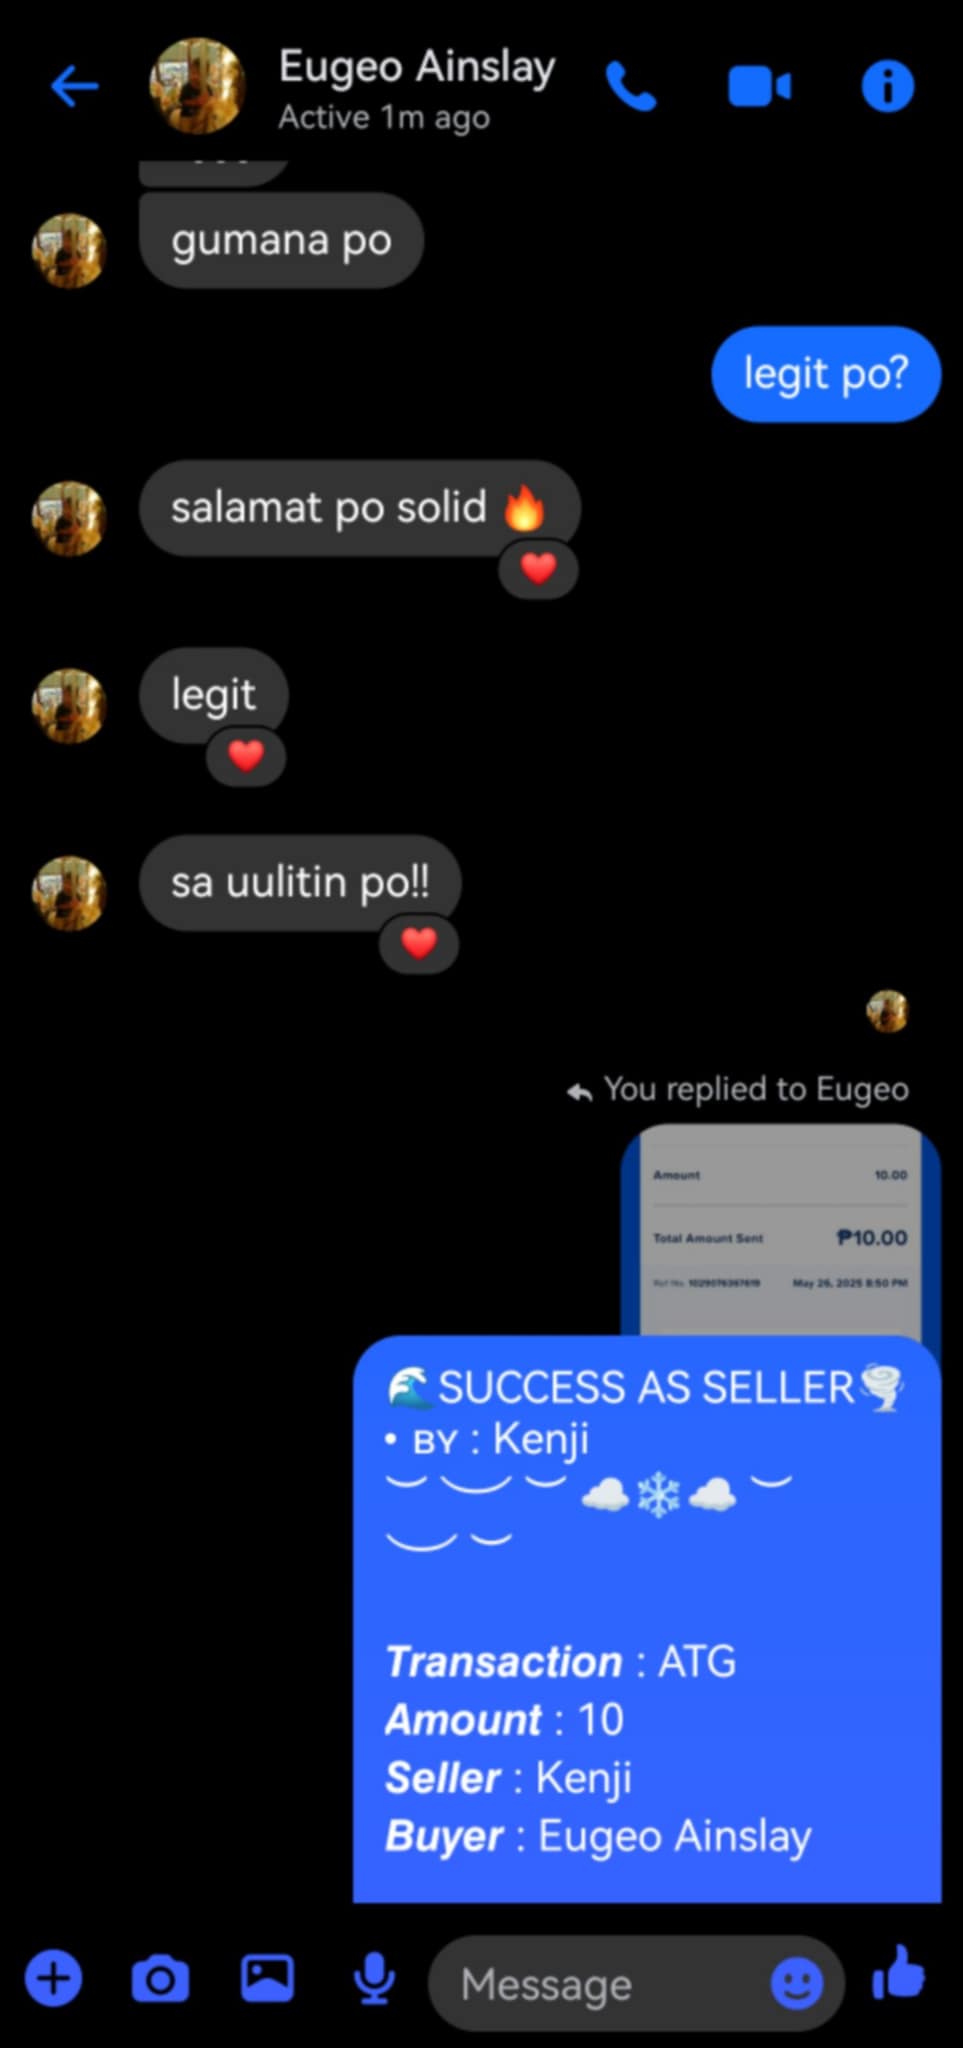 Eugeo Ainslay
Active 1m ago
gumana po
legit po?
salamat po solid 🔥
❤️
legit
❤️
sa uulitin po!!
❤️
You replied to Eugeo
Amount 10.00
Total Amount Sent ₱10.00
Ref No. 1029076367619 May 26, 2025 8:50 PM
🌊SUCCESS AS SELLER🌪️
• BY : Kenji
︶ ⏝ ︶ ☁️❄️☁️ ︶
⏝ ︶
Transaction : ATG
Amount : 10
Seller : Kenji
Buyer : Eugeo Ainslay
Message